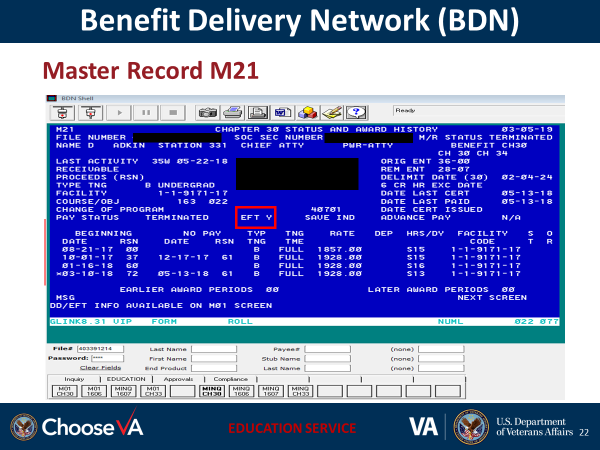 Benefit Delivery Network (BDN)
Master Record M21
BDN Shell
Ready
M21 CHAPTER 30 STATUS AND AWARD HISTORY 03-05-19
FILE NUMBER SOC SEC NUMBER M/R STATUS TERMINATED
NAME D ADKIN STATION 331 CHIEF ATTY PWR-ATTY BENEFIT CH30
CH 30 CH 34
LAST ACTIVITY 35W 05-22-18 ORIG ENT 36-00
RECEIVABLE REM ENT 28-07
PROCEEDS (RSN) DELIMIT DATE (30) 02-04-24
TYPE TNG B UNDERGRAD 6 CR HR EXC DATE
FACILITY 1-1-9171-17 DATE LAST CERT 05-13-18
COURSE/OBJ 163 022 DATE LAST PAID 05-13-18
CHANGE OF PROGRAM 40701 DATE CERT ISSUED
PAY STATUS TERMINATED EFT Y SAVE IND ADVANCE PAY N/A
BEGINNING NO PAY TYP TNG RATE DEP HRS/DY FACILITY S O
DATE RSN DATE RSN TNG TME CODE T R
08-21-17 00 B FULL 1857.00 S15 1-1-9171-17
10-01-17 37 12-17-17 61 B FULL 1928.00 S15 1-1-9171-17
01-16-18 60 B FULL 1928.00 S16 1-1-9171-17
*03-10-18 72 05-13-18 61 B FULL 1928.00 S13 1-1-9171-17
EARLIER AWARD PERIODS 00 LATER AWARD PERIODS 00
MSG NEXT SCREEN
DD/EFT INFO AVAILABLE ON M01 SCREEN
GLINK8.31 VIP FORM ROLL NUML 022 077
File# 403391214 Last Name Payee# (none)
Password: **** First Name Stub Name (none)
Clear Fields End Product Last Name (none)
Inquiry EDUCATION Approvals Compliance
M01 CH30 M01 1606 MINQ 1607 M01 CH33 MINQ CH30 MINQ 1606 MINQ 1607 MINQ CH33
Choose VA
EDUCATION SERVICE
VA
U.S. Department
of Veterans Affairs
22